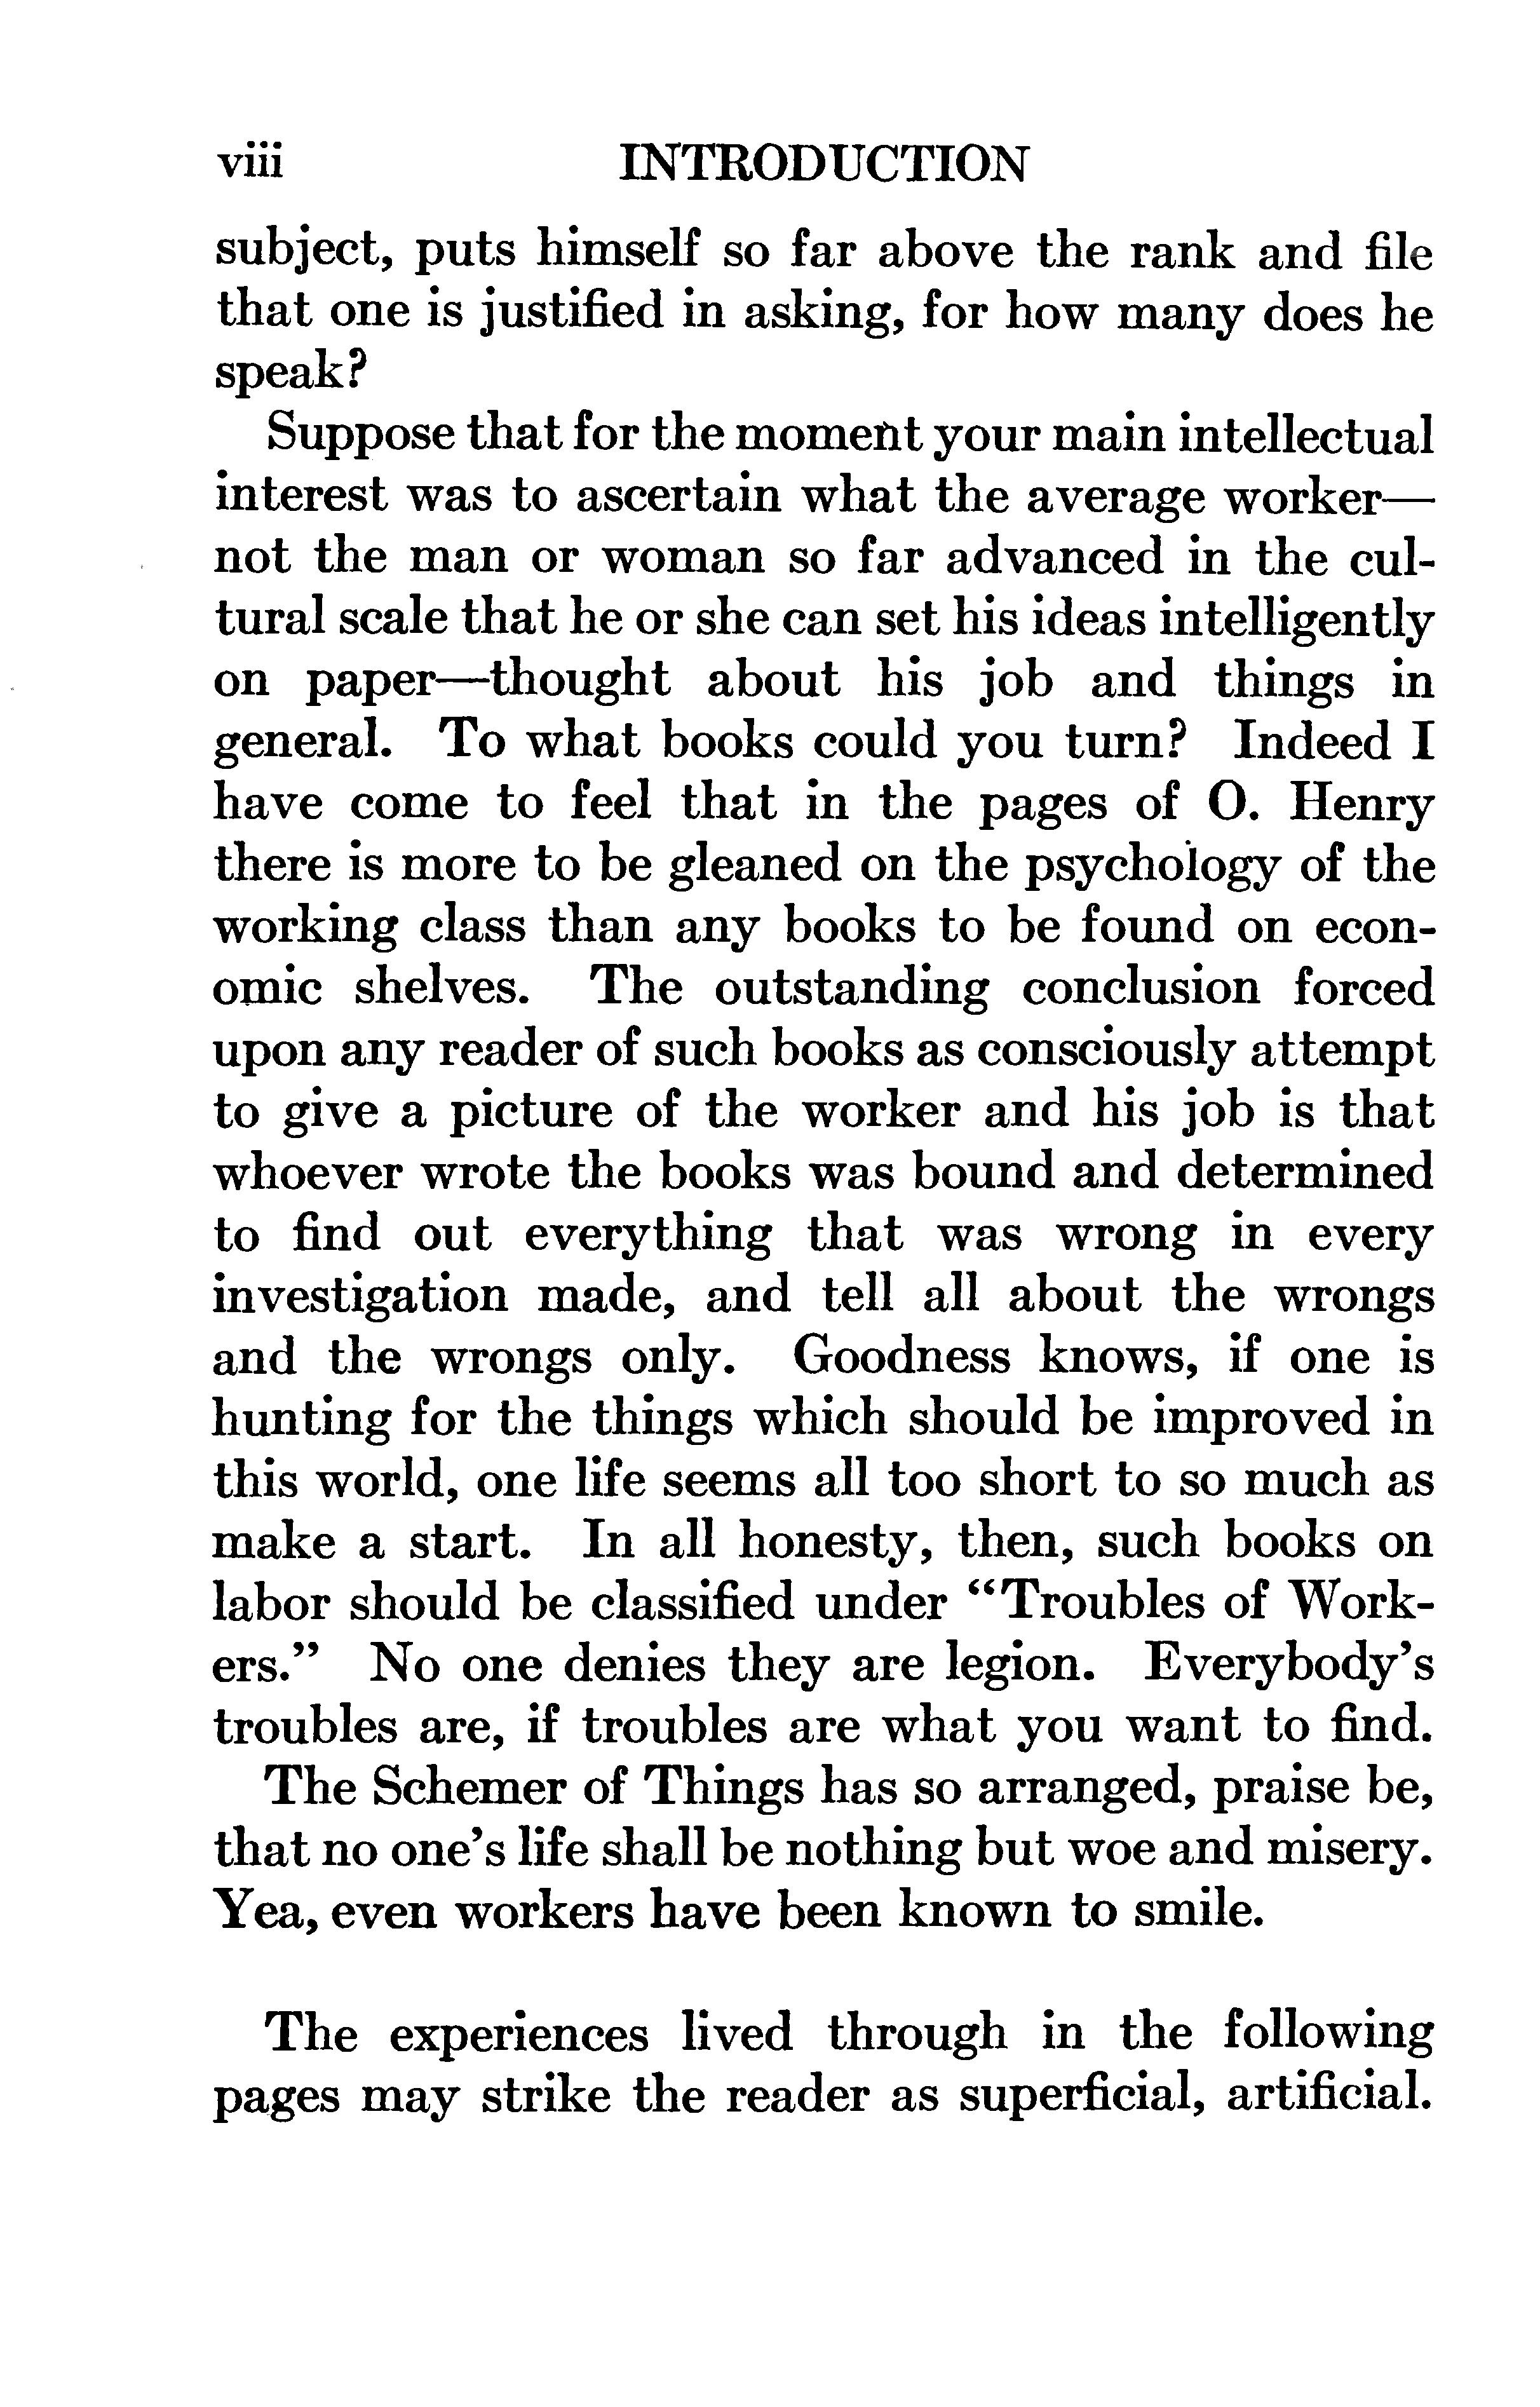 viii INTRODUCTION
subject, puts himself so far above the rank and file
that one is justified in asking, for how many does he
speak?
Suppose that for the moment your main intellectual
interest was to ascertain what the average worker—
not the man or woman so far advanced in the cul-
tural scale that he or she can set his ideas intelligently
on paper—thought about his job and things in
general. To what books could you turn? Indeed I
have come to feel that in the pages of O. Henry
there is more to be gleaned on the psychology of the
working class than any books to be found on econ-
omic shelves. The outstanding conclusion forced
upon any reader of such books as consciously attempt
to give a picture of the worker and his job is that
whoever wrote the books was bound and determined
to find out everything that was wrong in every
investigation made, and tell all about the wrongs
and the wrongs only. Goodness knows, if one is
hunting for the things which should be improved in
this world, one life seems all too short to so much as
make a start. In all honesty, then, such books on
labor should be classified under “Troubles of Work-
ers.” No one denies they are legion. Everybody’s
troubles are, if troubles are what you want to find.
The Schemer of Things has so arranged, praise be,
that no one’s life shall be nothing but woe and misery.
Yea, even workers have been known to smile.
The experiences lived through in the following
pages may strike the reader as superficial, artificial.